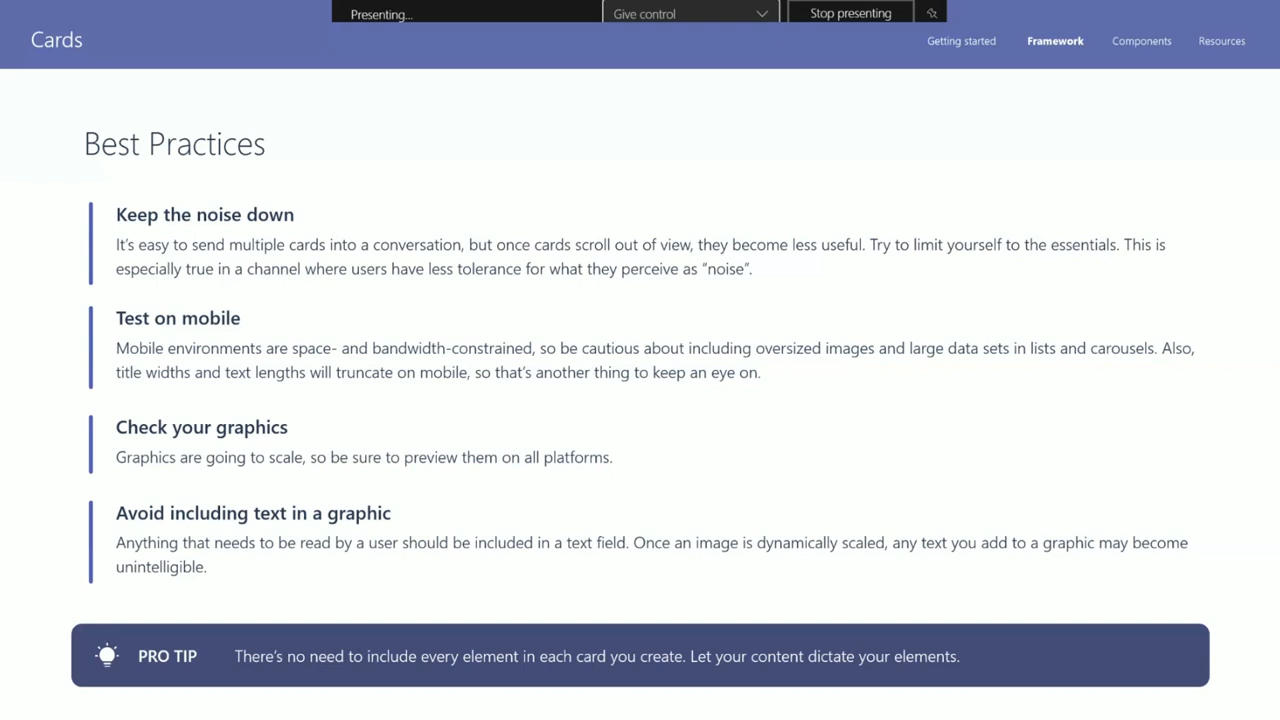 Presenting...
Give control
Stop presenting
Cards
Getting started
Framework
Components
Resources
Best Practices
Keep the noise down
It's easy to send multiple cards into a conversation, but once cards scroll out of view, they become less useful. Try to limit yourself to the essentials. This is
especially true in a channel where users have less tolerance for what they perceive as “noise”.
Test on mobile
Mobile environments are space- and bandwidth-constrained, so be cautious about including oversized images and large data sets in lists and carousels. Also,
title widths and text lengths will truncate on mobile, so that's another thing to keep an eye on.
Check your graphics
Graphics are going to scale, so be sure to preview them on all platforms.
Avoid including text in a graphic
Anything that needs to be read by a user should be included in a text field. Once an image is dynamically scaled, any text you add to a graphic may become
unintelligible.
PRO TIP
There's no need to include every element in each card you create. Let your content dictate your elements.